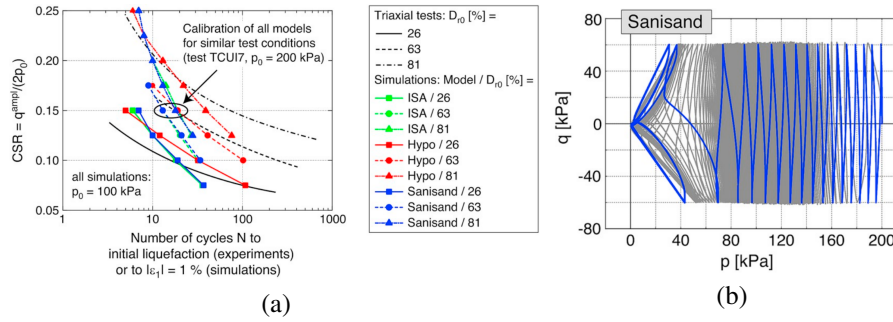 (a)
CSR = q^ampl/(2p₀)
0.25
0.20
0.15
0.10
0.05
Calibration of all models
for similar test conditions
(test TCUI7, p₀ = 200 kPa)
all simulations:
p₀ = 100 kPa
1
10
100
1000
Number of cycles N to
initial liquefaction (experiments)
or to |ε₁| = 1 % (simulations)
(a)
Triaxial tests: Dr0 [%] =
26
63
81
Simulations: Model / Dr0 [%] =
ISA / 26
ISA / 63
ISA / 81
Hypo / 26
Hypo / 63
Hypo / 81
Sanisand / 26
Sanisand / 63
Sanisand / 81
b)
Sanisand
q [kPa]
80
40
0
-40
-80
0
40
80
120
160
200
p [kPa]
(b)